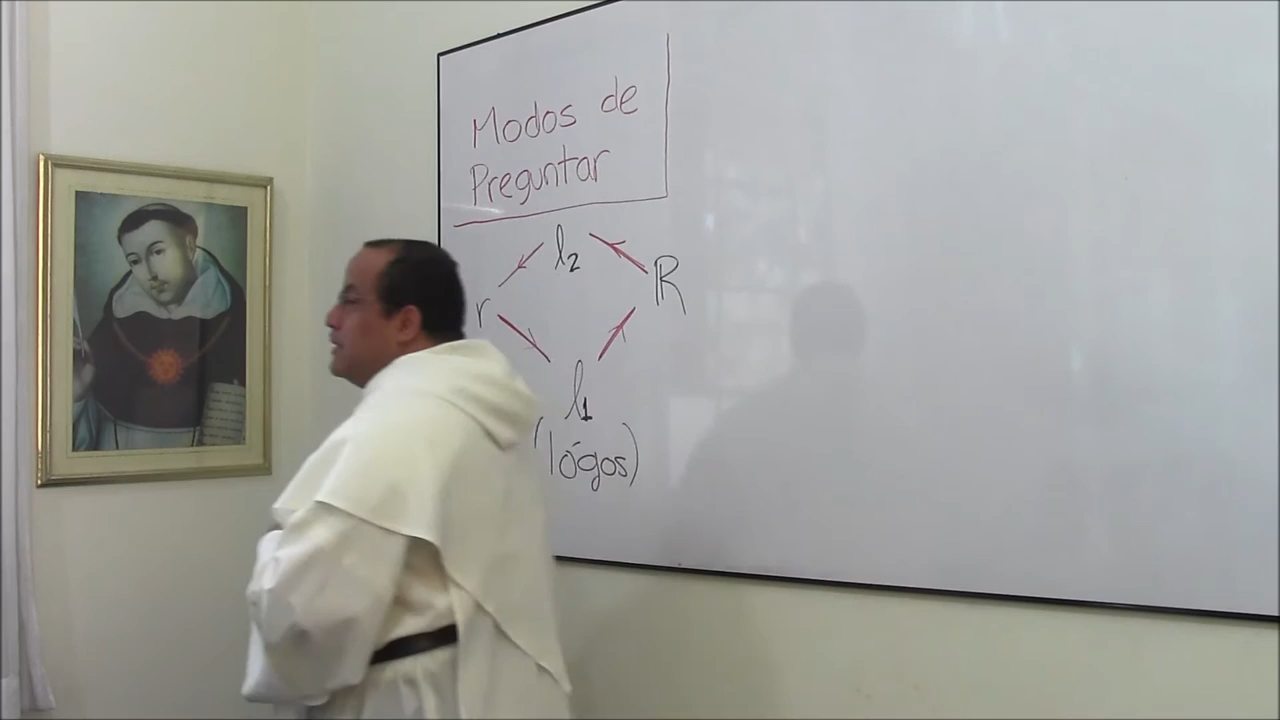 Modos de
Preguntar
l₂
r
ℝ
l₁
(lógos)